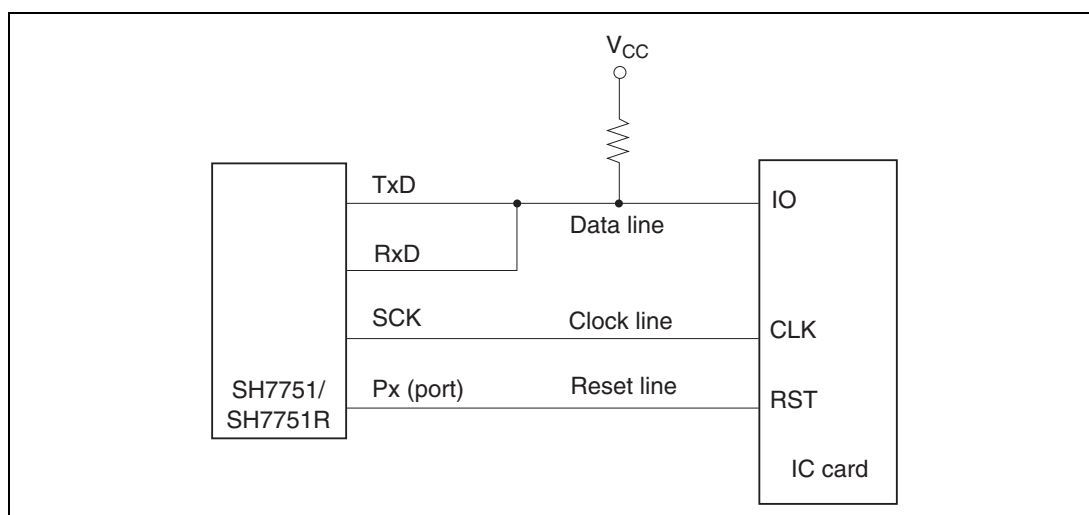 VCC
TxD
IO
Data line
RxD
SCK
Clock line
CLK
SH7751/
SH7751R
Px (port)
Reset line
RST
IC card